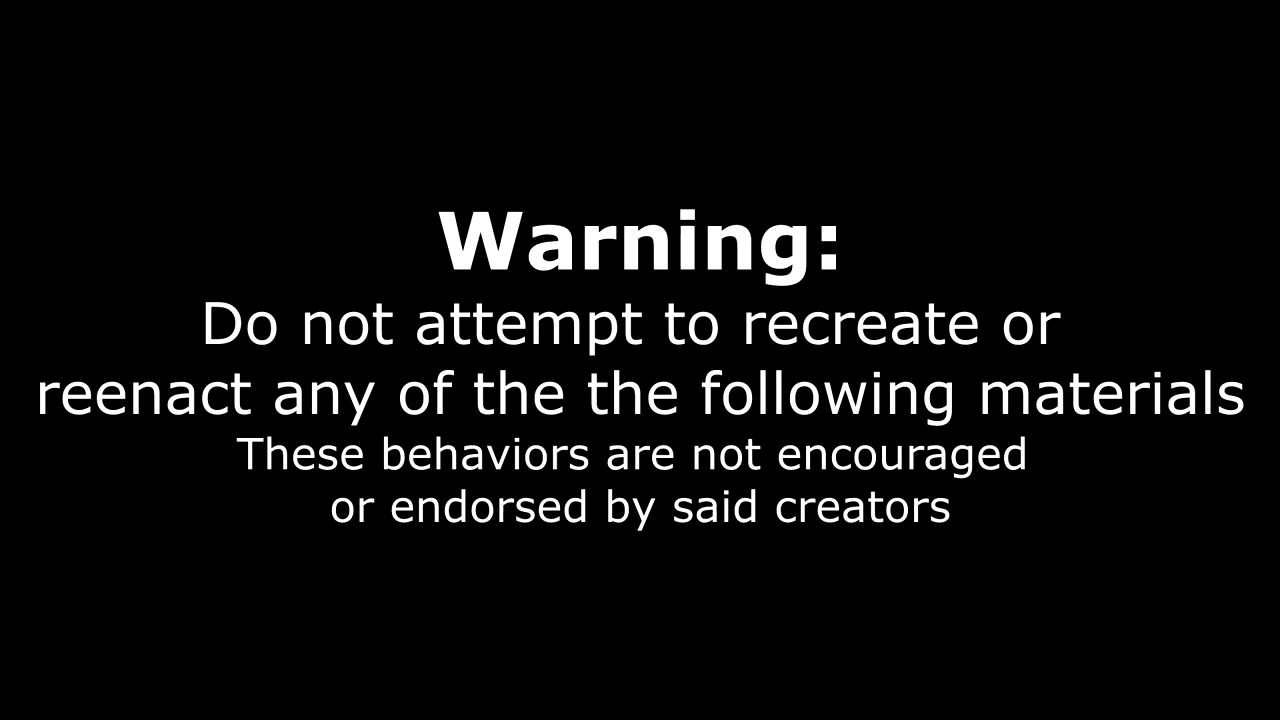 Warning:
Do not attempt to recreate or
reenact any of the the following materials
These behaviors are not encouraged
or endorsed by said creators